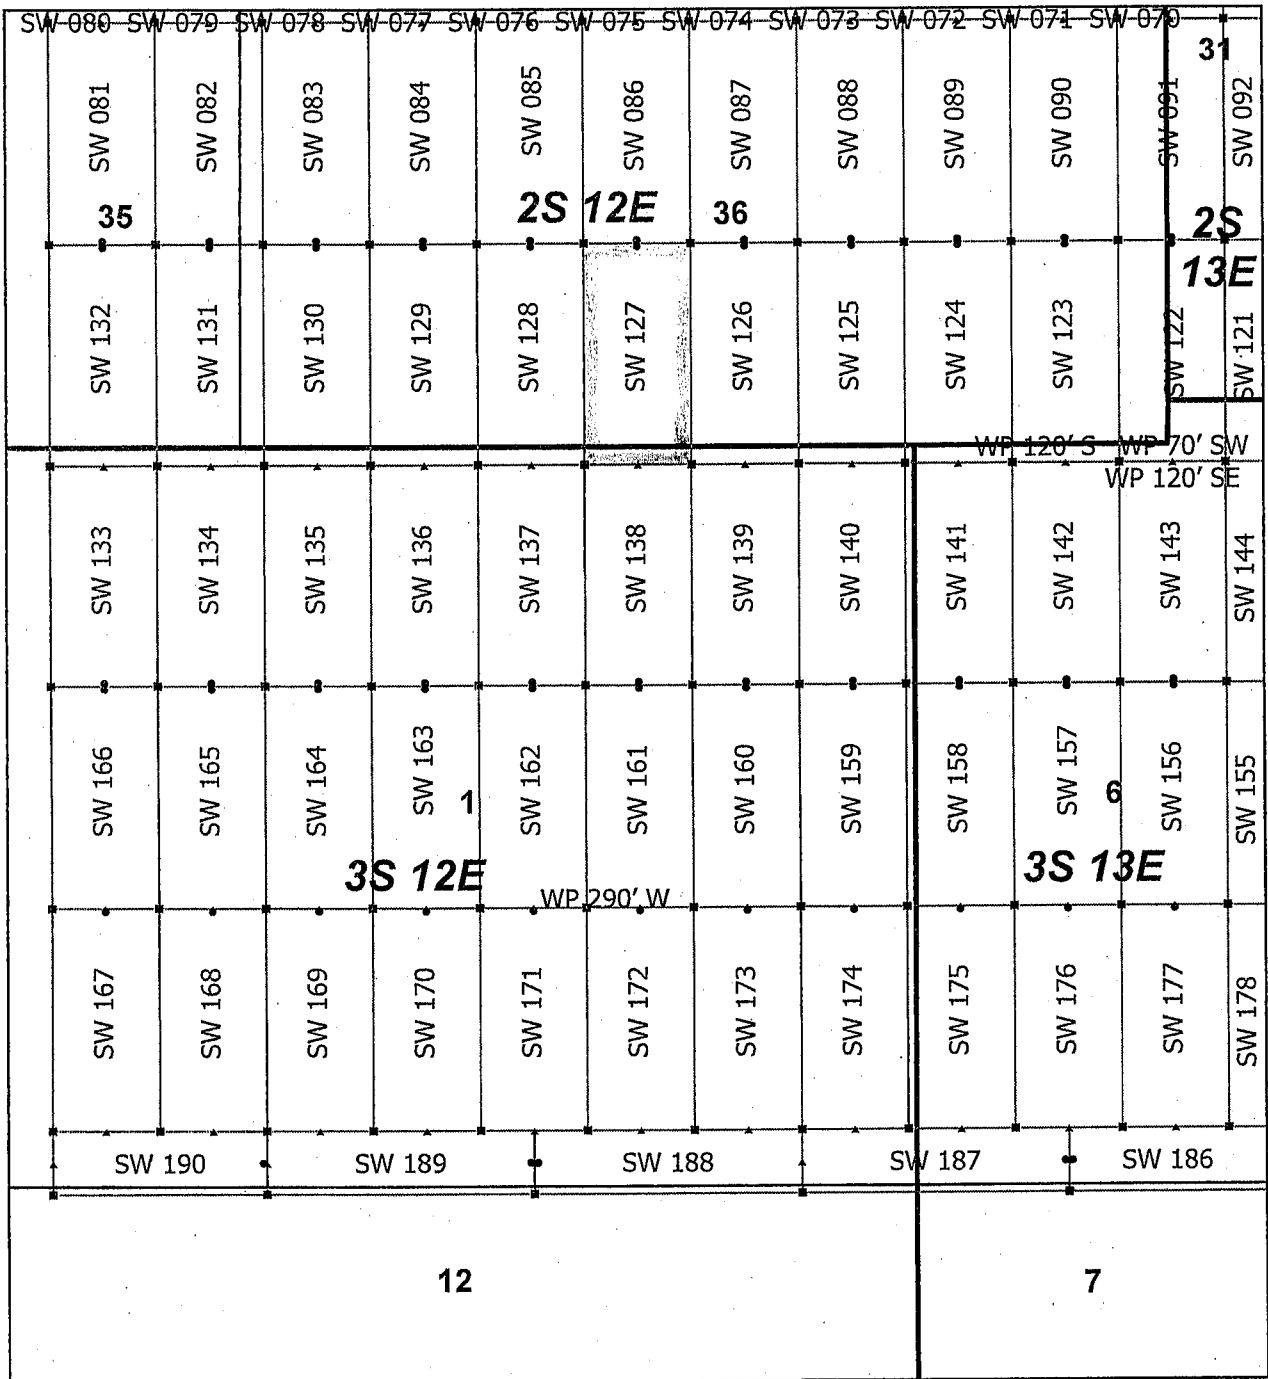 SW 080 SW 079 SW 078 SW 077 SW 076 SW 075 SW 074 SW 073 SW 072 SW 071 SW 070
31
SW 081 SW 082 SW 083 SW 084 SW 085 SW 086 SW 087 SW 088 SW 089 SW 090 SW 091 SW 092
35 2S 12E 36 2S
13E
SW 132 SW 131 SW 130 SW 129 SW 128 SW 127 SW 126 SW 125 SW 124 SW 123 SW 122 SW 121
WP 120' S WP 70' SW
WP 120' SE
SW 133 SW 134 SW 135 SW 136 SW 137 SW 138 SW 139 SW 140 SW 141 SW 142 SW 143 SW 144
SW 166 SW 165 SW 164 SW 163 SW 162 SW 161 SW 160 SW 159 SW 158 SW 157 SW 156 SW 155
1 6
3S 12E 3S 13E
WP 290' W
SW 167 SW 168 SW 169 SW 170 SW 171 SW 172 SW 173 SW 174 SW 175 SW 176 SW 177 SW 178
SW 190 SW 189 SW 188 SW 187 SW 186
12 7